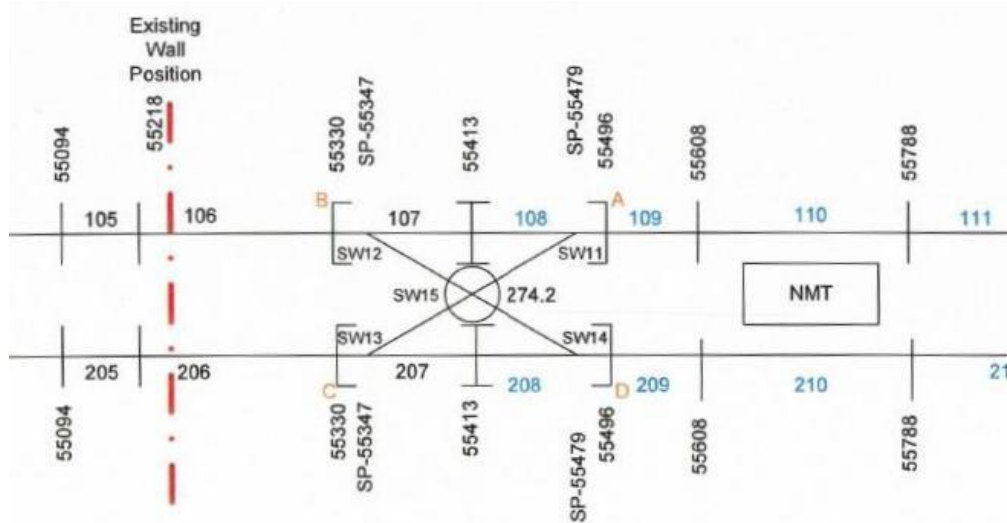 Existing
Wall
Position
55094
55218
55330
SP-55347
55413
SP-55479
55496
55608
55788
B
A
105
106
107
108
109
110
111
SW12
SW11
SW15
274.2
NMT
SW13
SW14
205
206
207
208
209
210
21
C
D
55094
55330
SP-55347
55413
SP-55479
55496
55608
55788